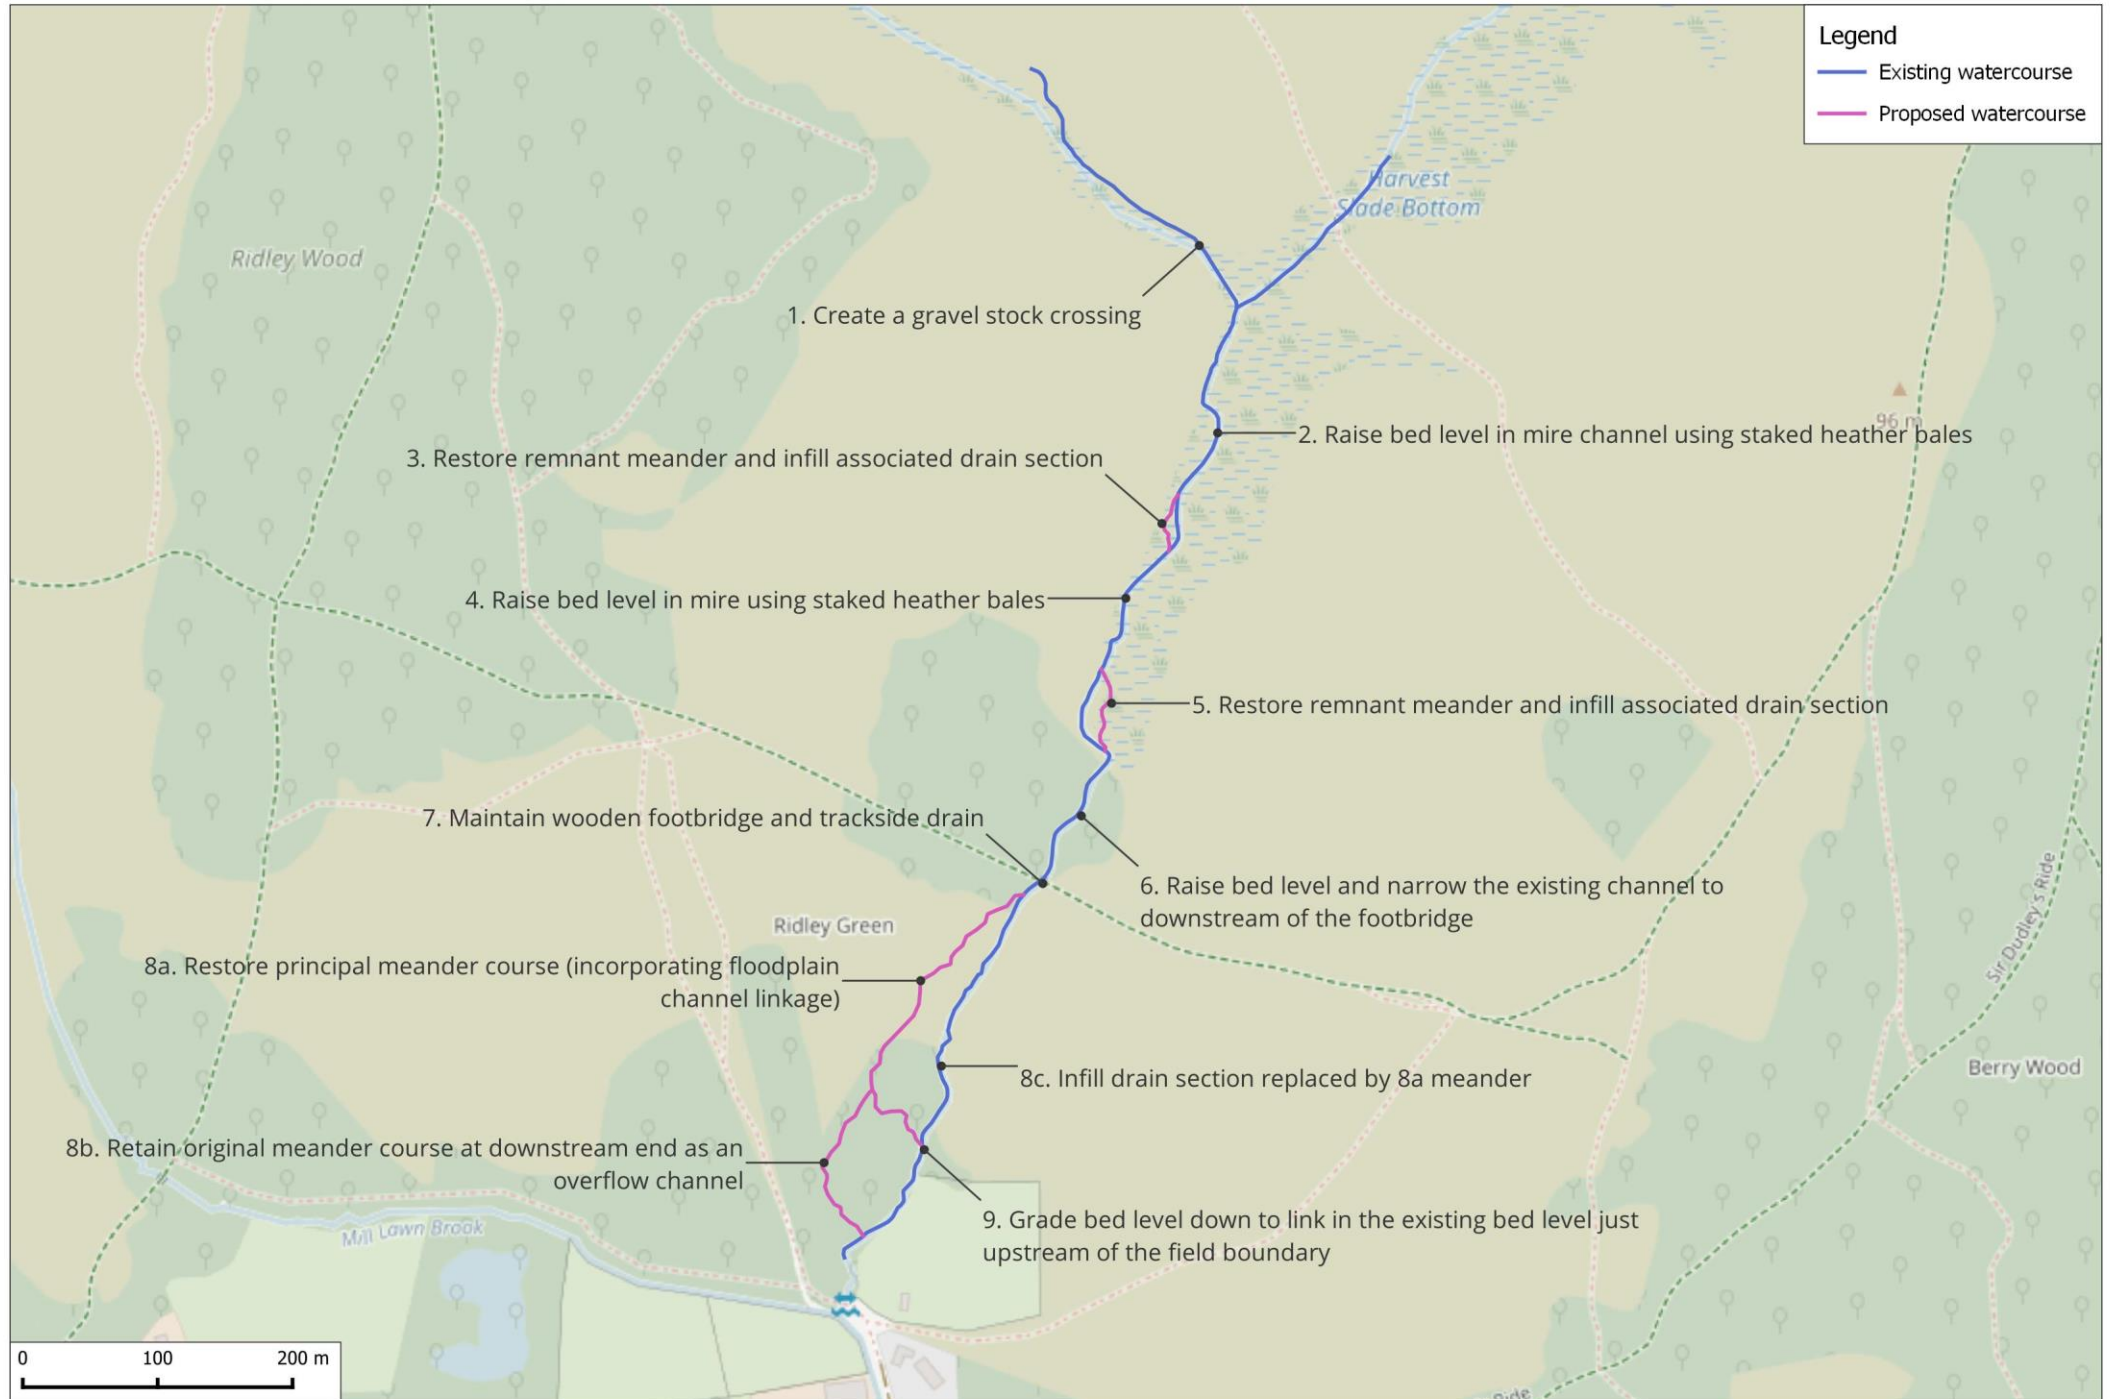 Legend
Existing watercourse
Proposed watercourse
Harvest
Slade Bottom
Ridley Wood
1. Create a gravel stock crossing
96 m
2. Raise bed level in mire channel using staked heather bales
3. Restore remnant meander and infill associated drain section
4. Raise bed level in mire using staked heather bales
5. Restore remnant meander and infill associated drain section
7. Maintain wooden footbridge and trackside drain
6. Raise bed level and narrow the existing channel to
downstream of the footbridge
Sir Dudley's Ride
Ridley Green
8a. Restore principal meander course (incorporating floodplain
channel linkage)
Berry Wood
8c. Infill drain section replaced by 8a meander
8b. Retain original meander course at downstream end as an
overflow channel
9. Grade bed level down to link in the existing bed level just
upstream of the field boundary
Mill Lawn Brook
0 100 200 m
Ride